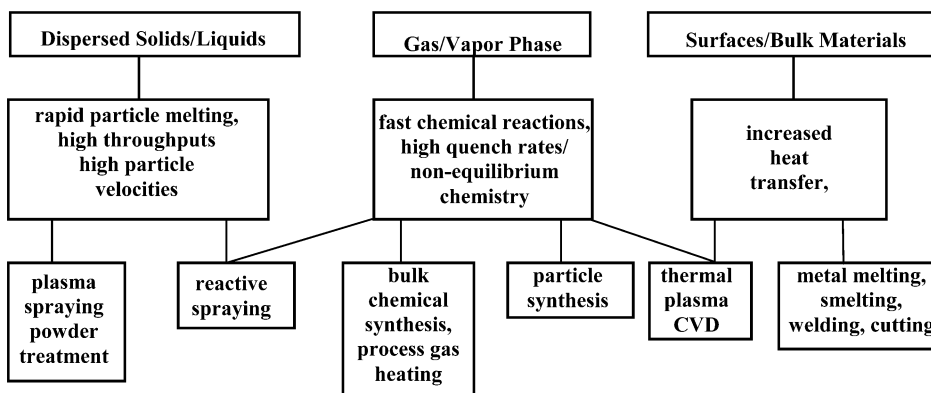 Dispersed Solids/Liquids
Gas/Vapor Phase
Surfaces/Bulk Materials
rapid particle melting,
high throughputs
high particle
velocities
fast chemical reactions,
high quench rates/
non-equilibrium
chemistry
increased
heat
transfer,
plasma
spraying
powder
treatment
reactive
spraying
bulk
chemical
synthesis,
process gas
heating
particle
synthesis
thermal
plasma
CVD
metal melting,
smelting,
welding, cutting